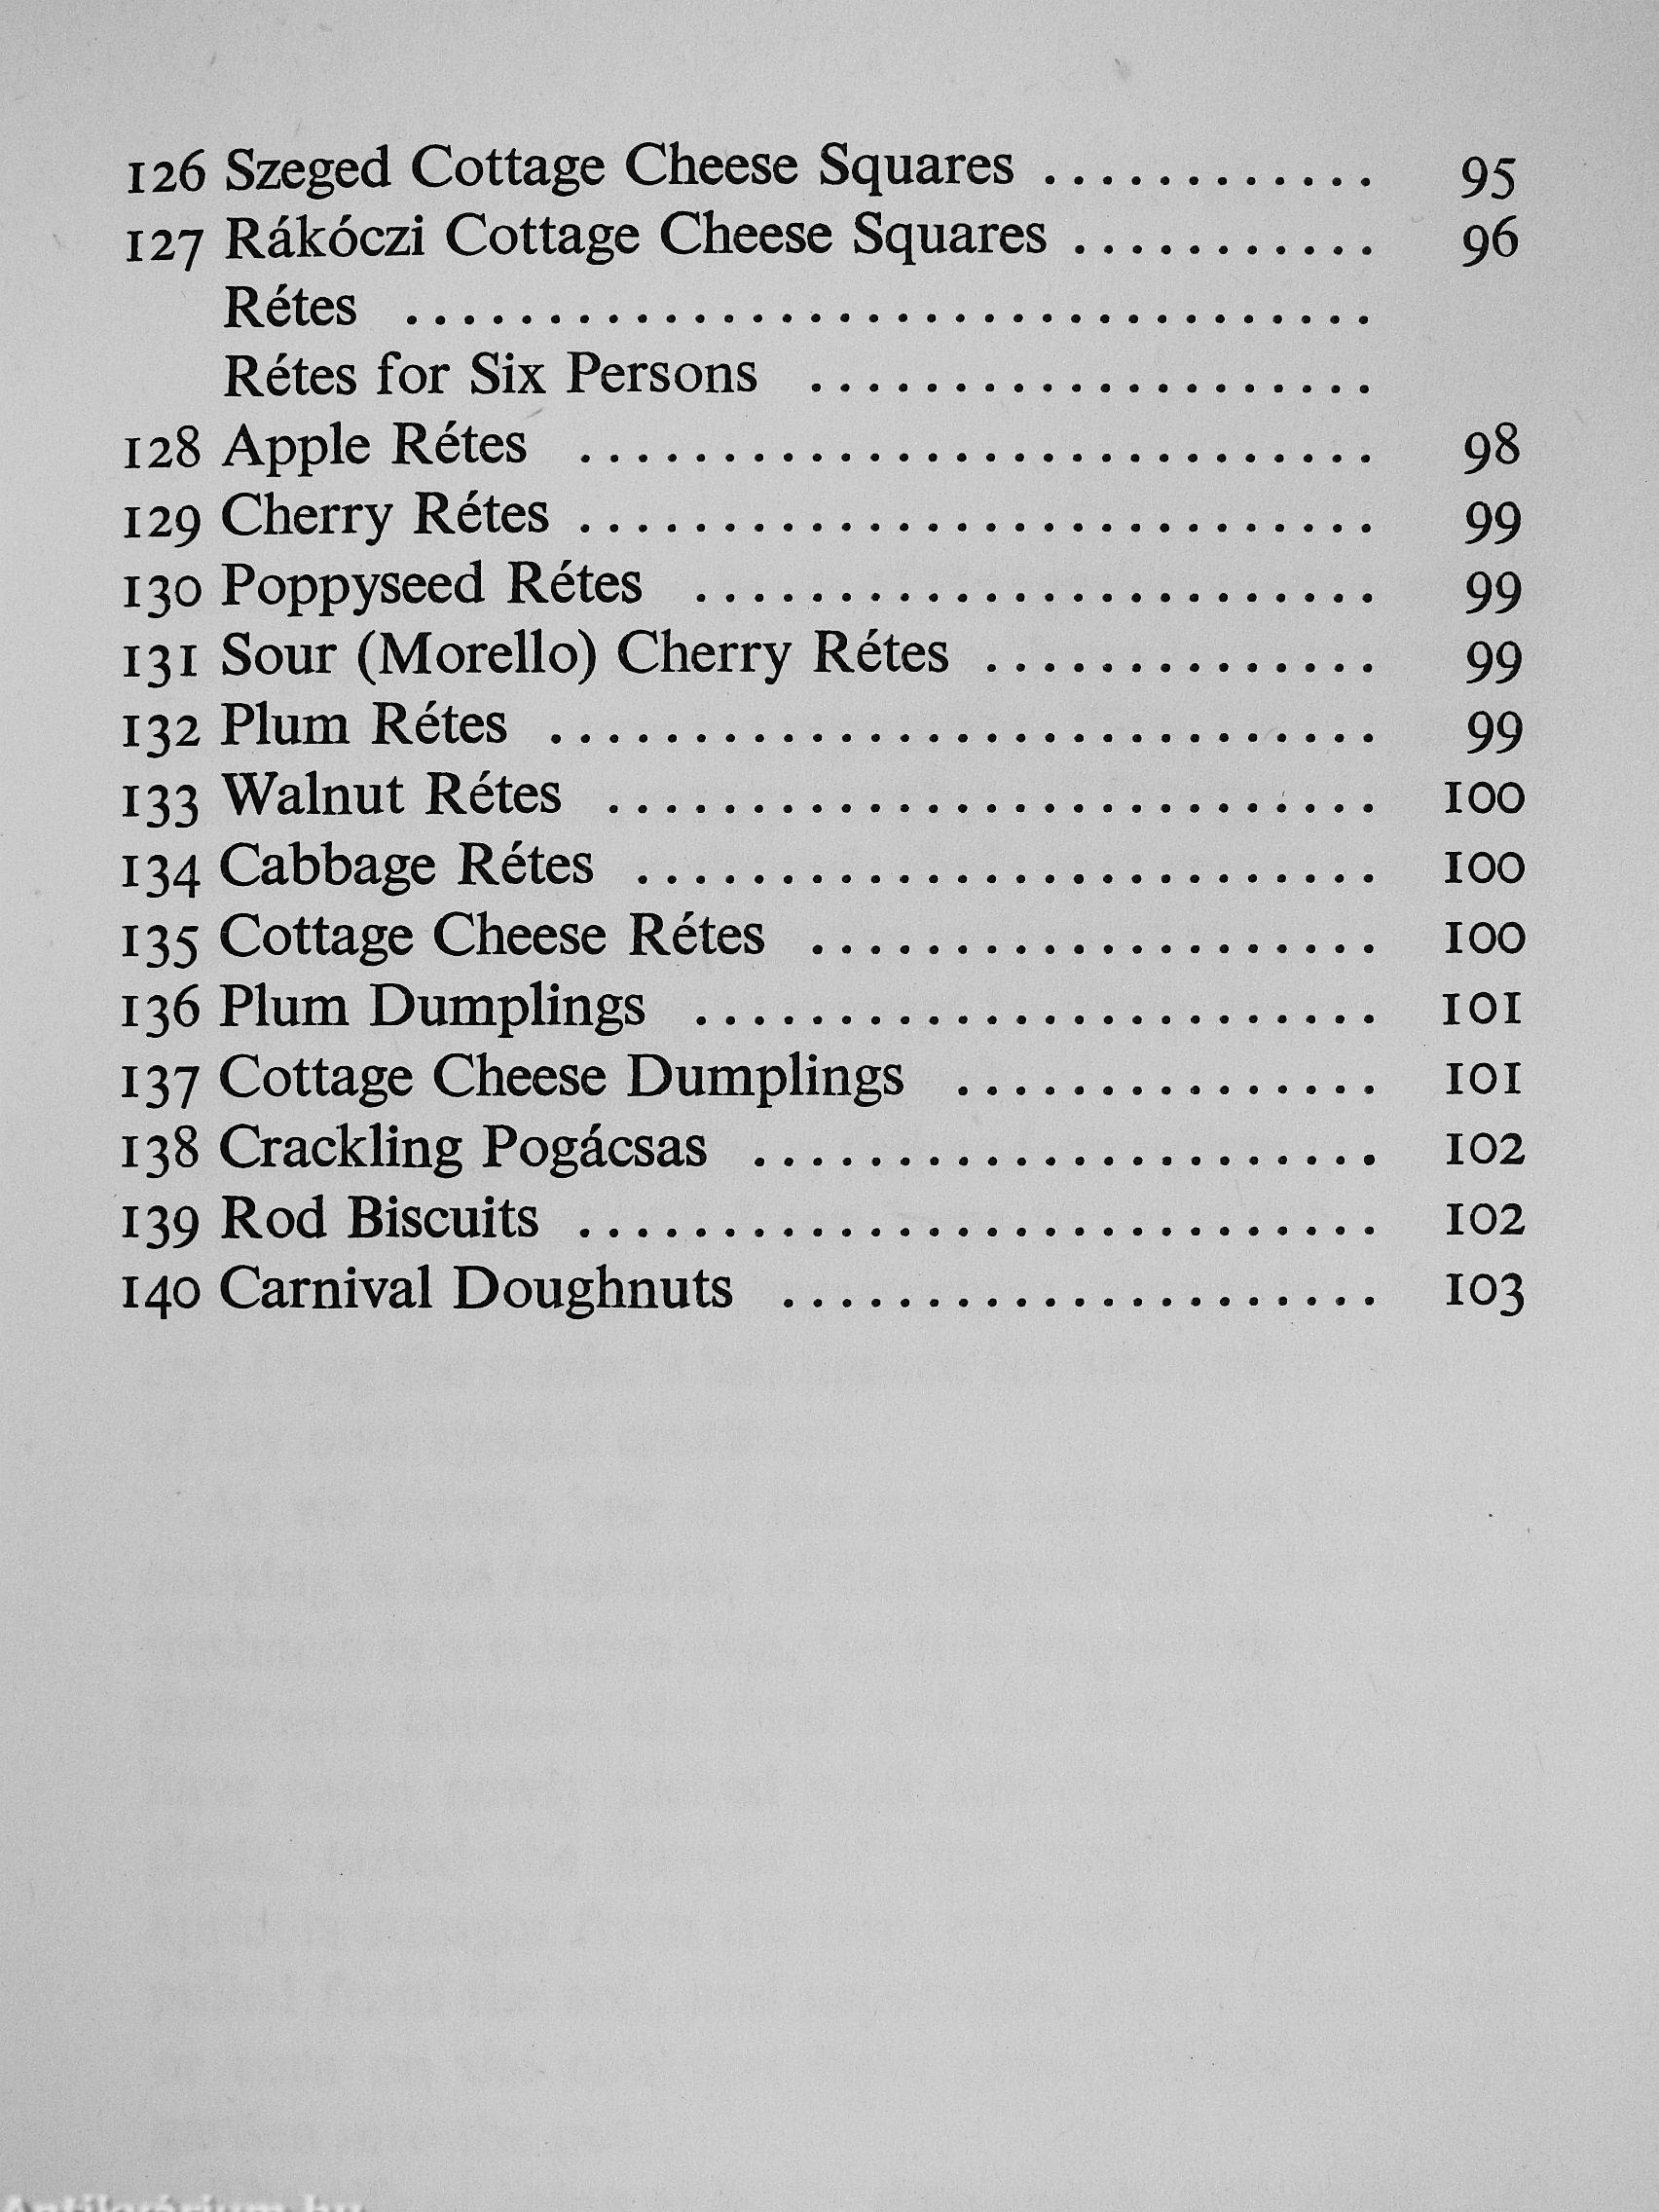 126 Szeged Cottage Cheese Squares ............ 95
127 Rákóczi Cottage Cheese Squares ........... 96
Rétes ..................................
Rétes for Six Persons ....................
128 Apple Rétes ............................ 98
129 Cherry Rétes ............................ 99
130 Poppyseed Rétes ........................ 99
131 Sour (Morello) Cherry Rétes .............. 99
132 Plum Rétes ............................. 99
133 Walnut Rétes ........................... 100
134 Cabbage Rétes .......................... 100
135 Cottage Cheese Rétes .................... 100
136 Plum Dumplings ........................ 101
137 Cottage Cheese Dumplings ............... 101
138 Crackling Pogácsas ...................... 102
139 Rod Biscuits ............................ 102
140 Carnival Doughnuts ..................... 103